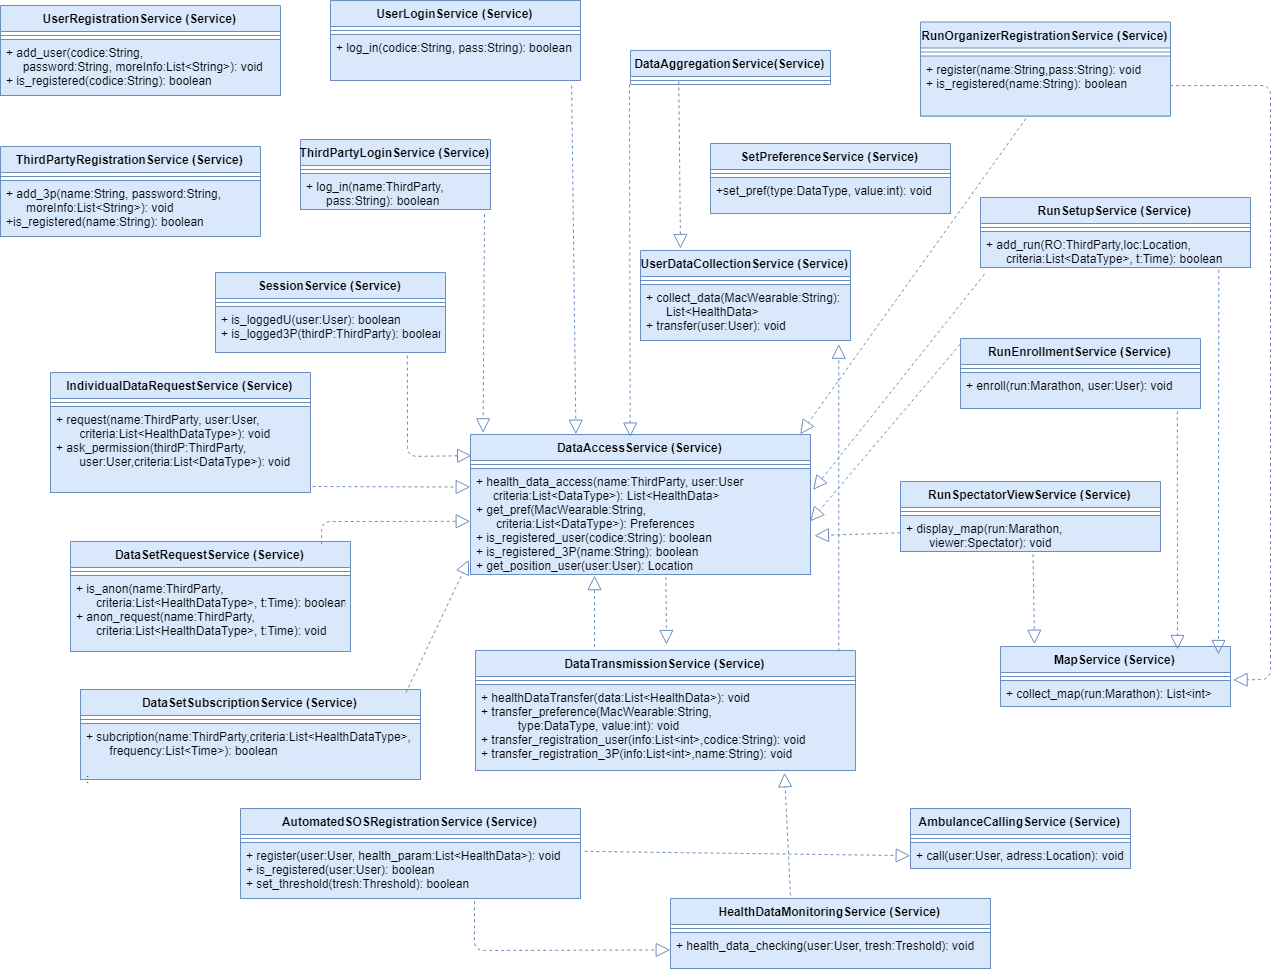 UserRegistrationService (Service)
+ add_user(codice:String,
password:String, moreInfo:List<String>): void
+ is_registered(codice:String): boolean
UserLoginService (Service)
+ log_in(codice:String, pass:String): boolean
DataAggregationService(Service)
RunOrganizerRegistrationService (Service)
+ register(name:String,pass:String): void
+ is_registered(name:String): boolean
ThirdPartyRegistrationService (Service)
+ add_3p(name:String, password:String,
moreInfo:List<String>): void
+is_registered(name:String): boolean
ThirdPartyLoginService (Service)
+ log_in(name:ThirdParty,
pass:String): boolean
SetPreferenceService (Service)
+set_pref(type:DataType, value:int): void
RunSetupService (Service)
+ add_run(RO:ThirdParty,loc:Location,
criteria:List<DataType>, t:Time): boolean
UserDataCollectionService (Service)
+ collect_data(MacWearable:String):
List<HealthData>
+ transfer(user:User): void
SessionService (Service)
+ is_loggedU(user:User): boolean
+ is_logged3P(thirdP:ThirdParty): boolean
RunEnrollmentService (Service)
+ enroll(run:Marathon, user:User): void
IndividualDataRequestService (Service)
+ request(name:ThirdParty, user:User,
criteria:List<HealthDataType>): void
+ ask_permission(thirdP:ThirdParty,
user:User,criteria:List<DataType>): void
DataAccessService (Service)
+ health_data_access(name:ThirdParty, user:User
criteria:List<DataType>): List<HealthData>
+ get_pref(MacWearable:String,
criteria:List<DataType>): Preferences
+ is_registered_user(codice:String): boolean
+ is_registered_3P(name:String): boolean
+ get_position_user(user:User): Location
RunSpectatorViewService (Service)
+ display_map(run:Marathon,
viewer:Spectator): void
DataSetRequestService (Service)
+ is_anon(name:ThirdParty,
criteria:List<HealthDataType>, t:Time): boolean
+ anon_request(name:ThirdParty,
criteria:List<HealthDataType>, t:Time): void
DataTransmissionService (Service)
+ healthDataTransfer(data:List<HealthData>): void
+ transfer_preference(MacWearable:String,
type:DataType, value:int): void
+ transfer_registration_user(info:List<int>,codice:String): void
+ transfer_registration_3P(info:List<int>,name:String): void
MapService (Service)
+ collect_map(run:Marathon): List<int>
DataSetSubscriptionService (Service)
+ subcription(name:ThirdParty,criteria:List<HealthDataType>,
frequency:List<Time>): boolean
:
AutomatedSOSRegistrationService (Service)
+ register(user:User, health_param:List<HealthData>): void
+ is_registered(user:User): boolean
+ set_threshold(tresh:Threshold): boolean
AmbulanceCallingService (Service)
+ call(user:User, adress:Location): void
HealthDataMonitoringService (Service)
+ health_data_checking(user:User, tresh:Treshold): void